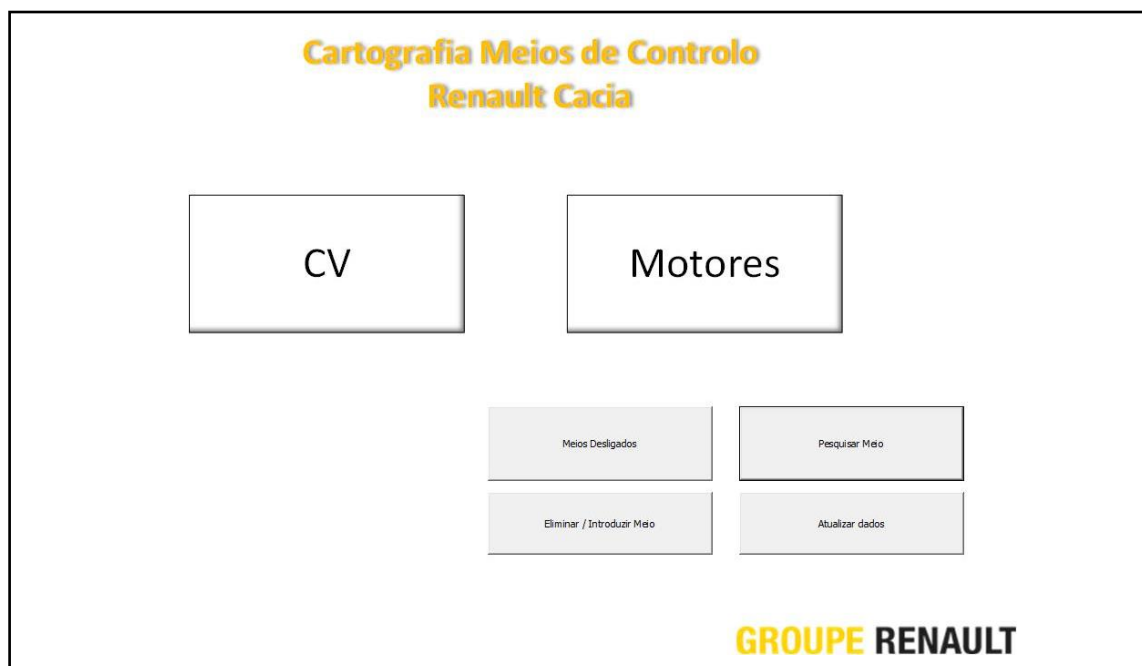 Cartografia Meios de Controlo
Renault Cacia
CV
Motores
Meios Desligados
Pesquisar Meio
Eliminar / Introduzir Meio
Atualizar dados
GROUPE RENAULT